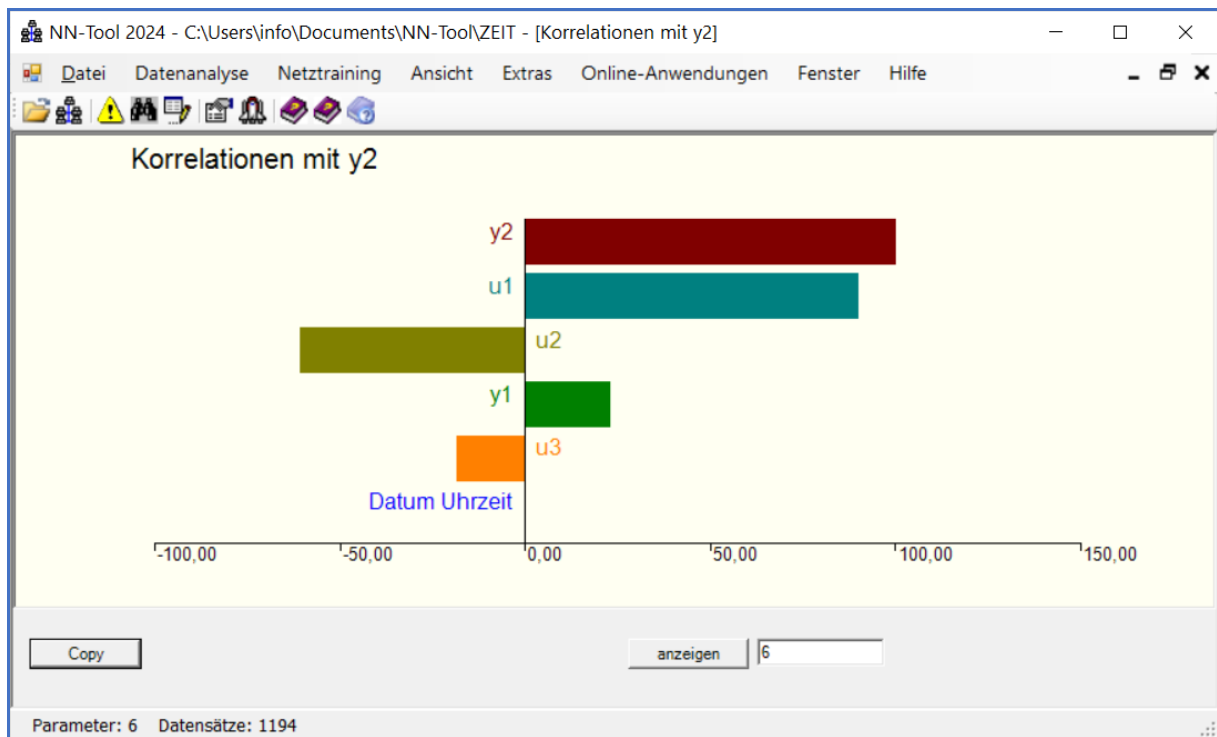 NN-Tool 2024 - C:\Users\info\Documents\NN-Tool\ZEIT - [Korrelationen mit y2]
Datei Datenanalyse Netztraining Ansicht Extras Online-Anwendungen Fenster Hilfe
Korrelationen mit y2
y2
u1
u2
y1
u3
Datum Uhrzeit
-100,00 -50,00 0,00 50,00 100,00 150,00
Copy anzeigen 6
Parameter: 6 Datensätze: 1194